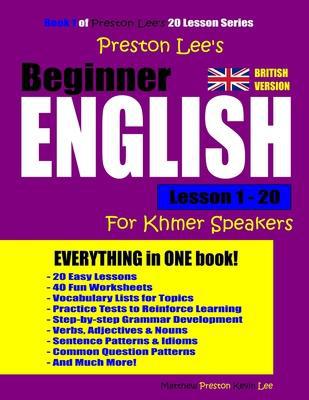 Book 1 of Preston Lee's 20 Lesson Series
Preston Lee's
Beginner
BRITISH
VERSION
ENGLISH
Lesson 1 - 20
For Khmer Speakers
EVERYTHING in ONE book!
- 20 Easy Lessons
- 40 Fun Worksheets
- Vocabulary Lists for Topics
- Practice Tests to Reinforce Learning
- Step-by-step Grammar Development
- Verbs, Adjectives & Nouns
- Sentence Patterns & Idioms
- Common Question Patterns
- And Much More!
Matthew Preston Kevin Lee